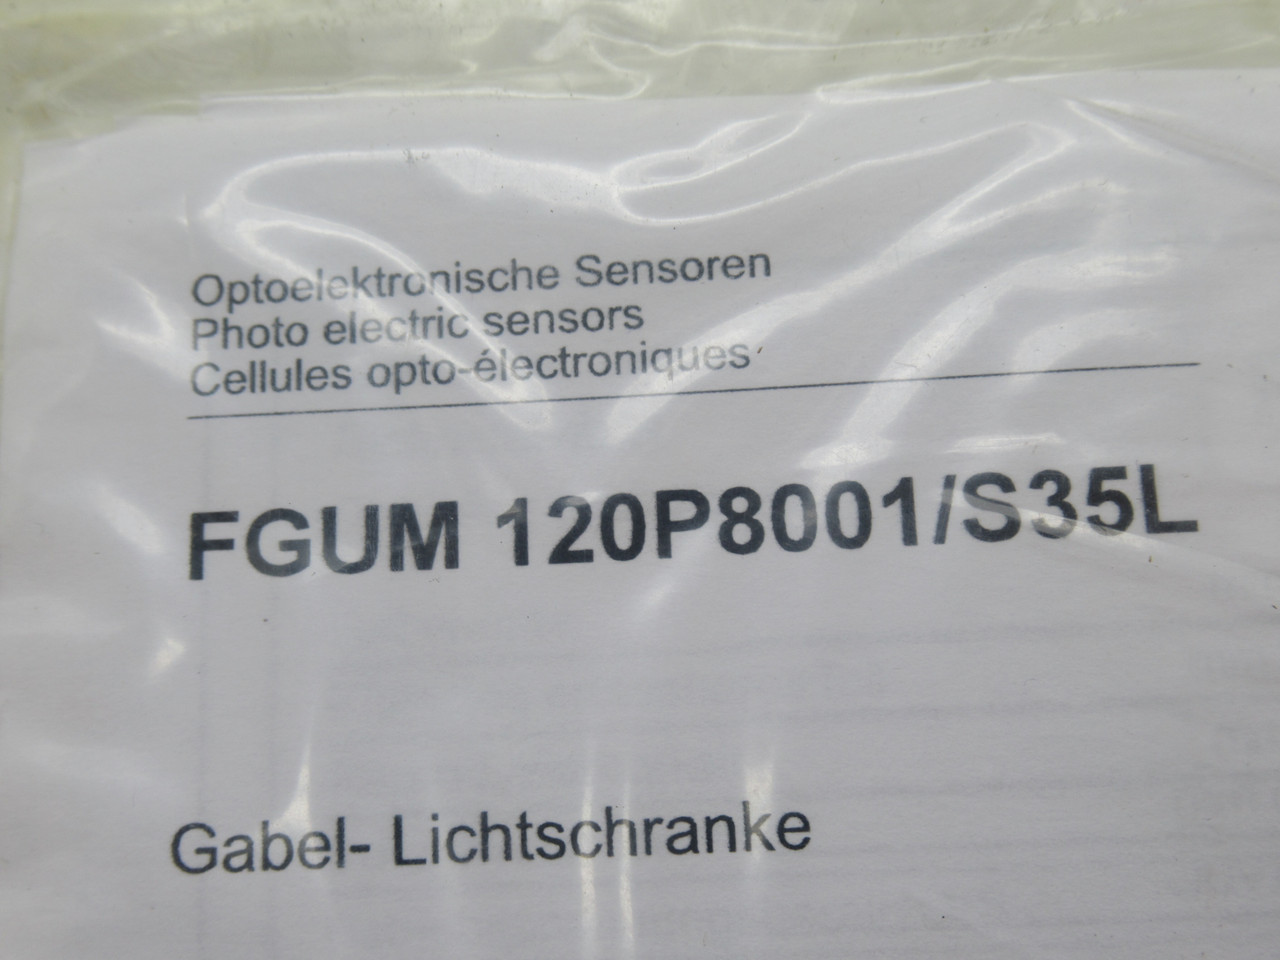 Optoelektronische Sensoren
Photo electric sensors
Cellules opto-électroniques
FGUM 120P8001/S35L
Gabel- Lichtschranke